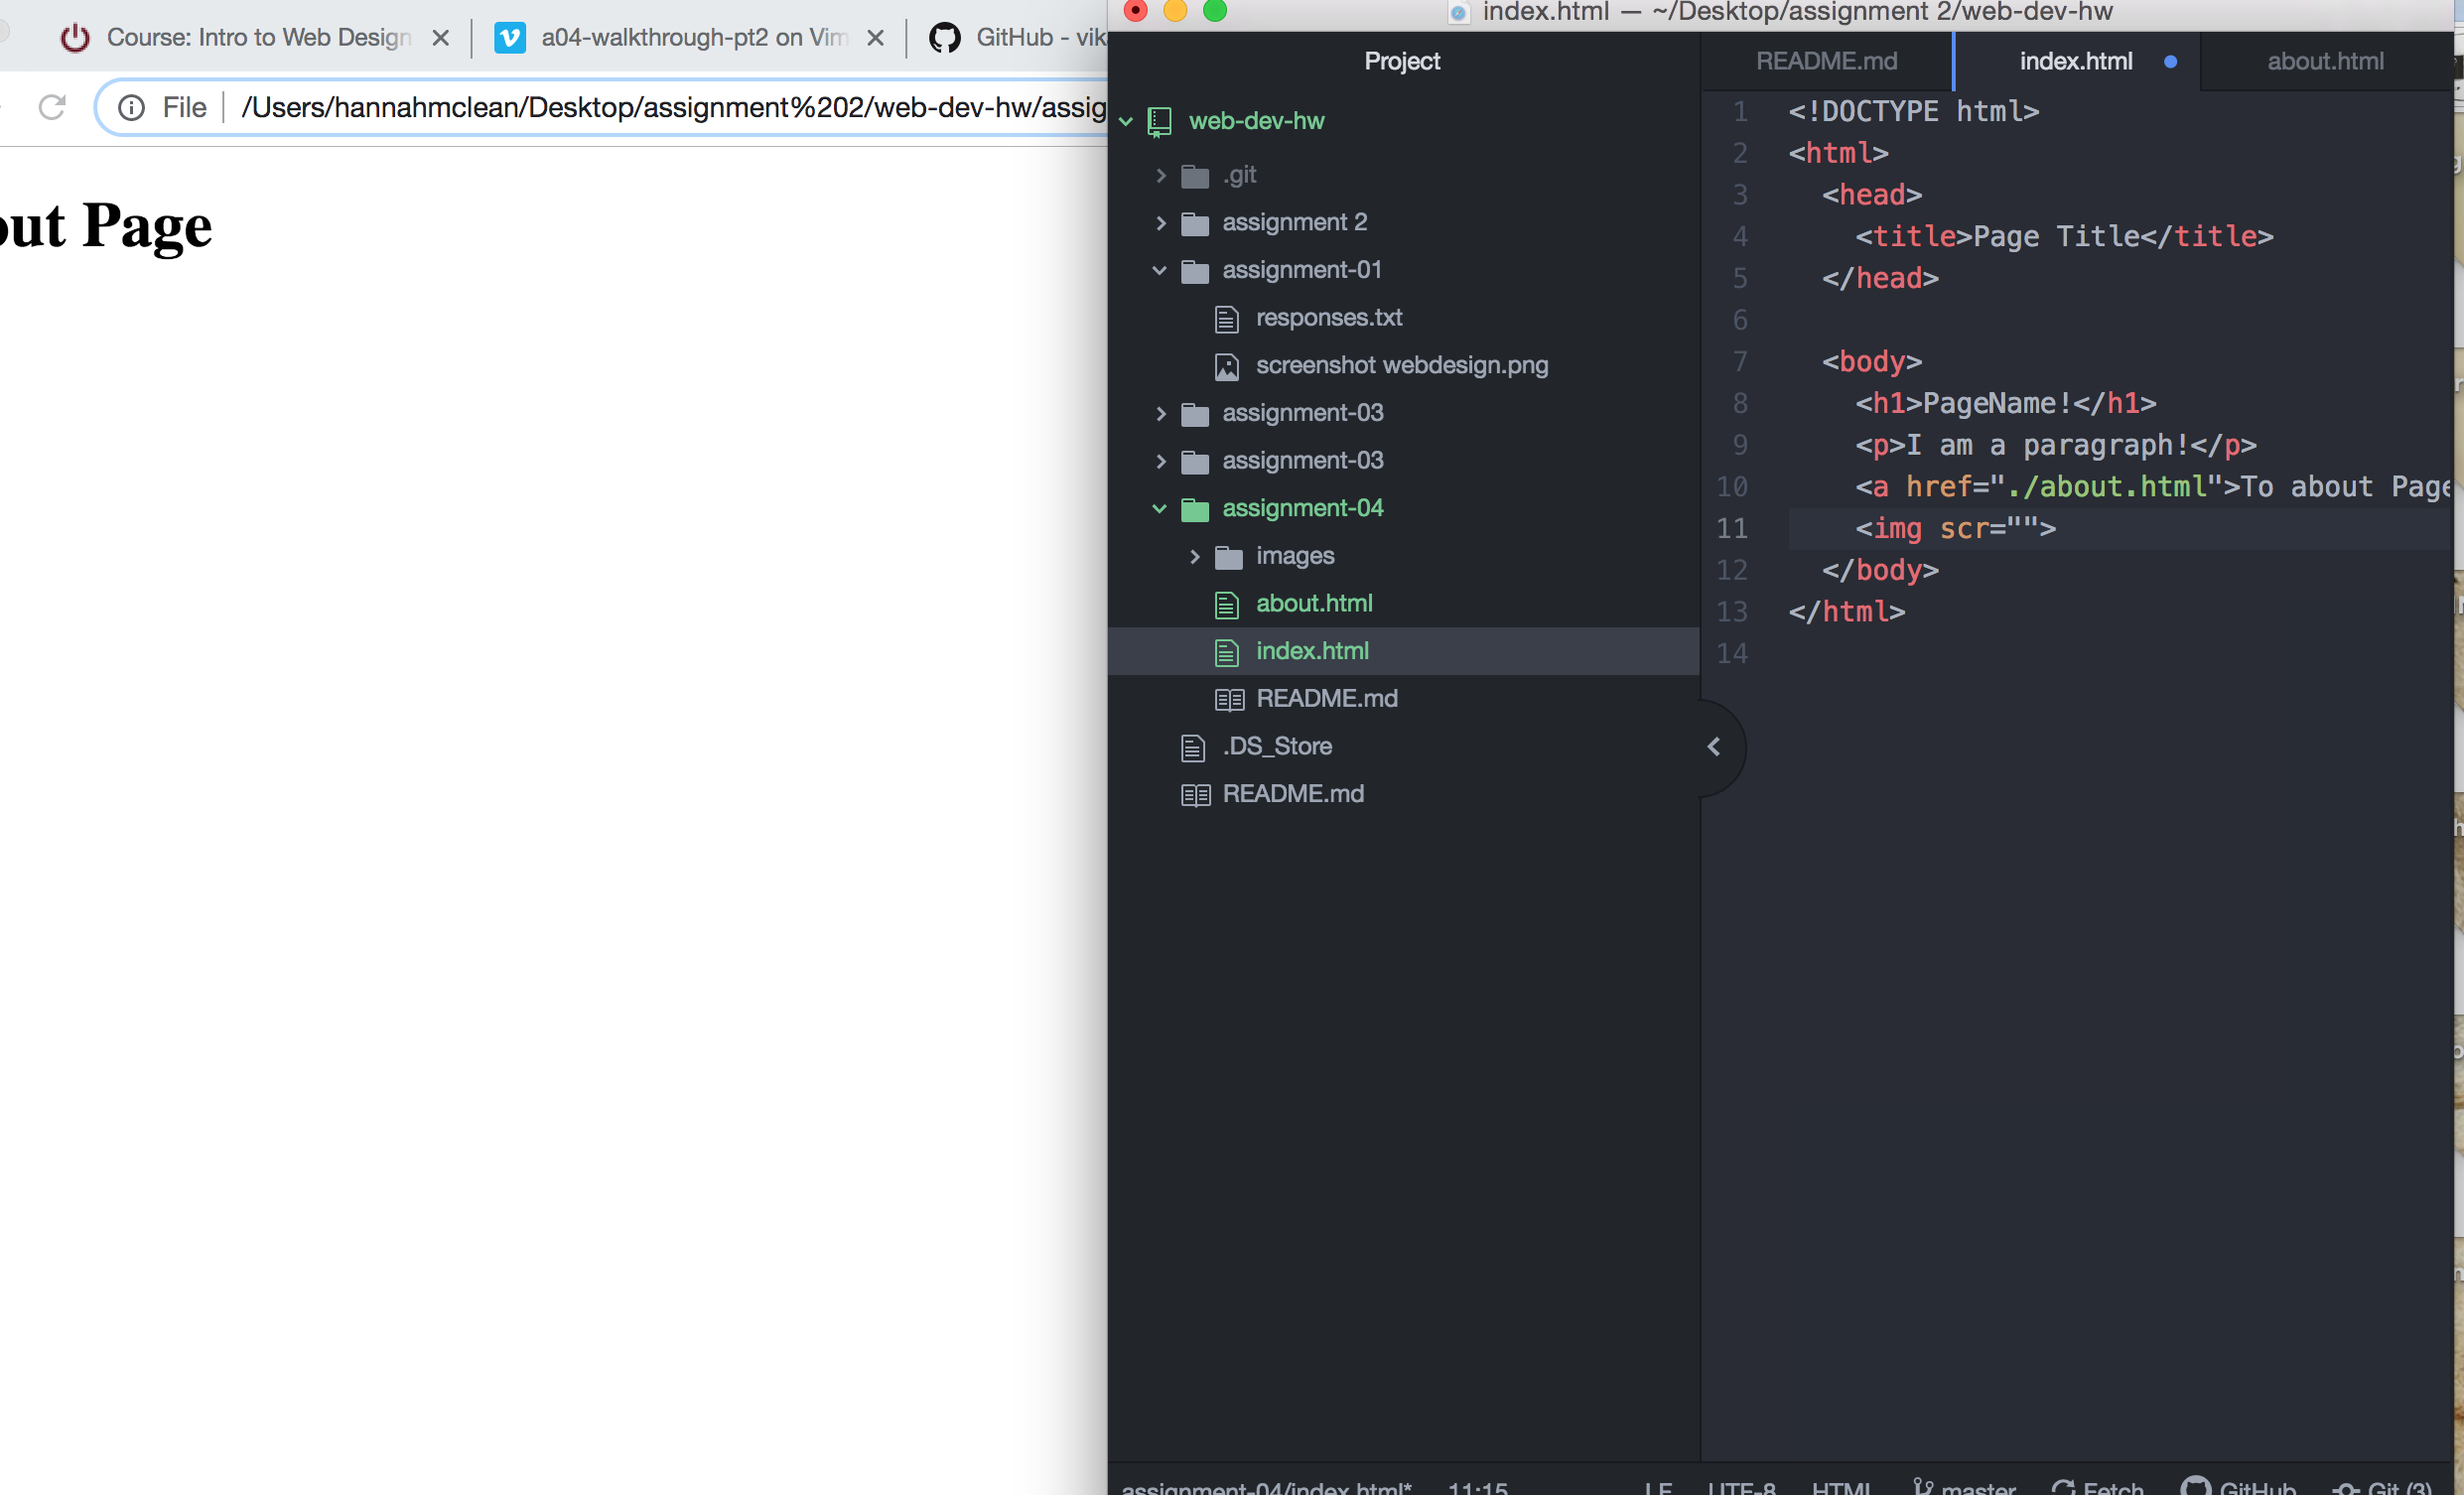 Course: Intro to Web Design
a04-walkthrough-pt2 on Vim
GitHub - vik
File
/Users/hannahmclean/Desktop/assignment%202/web-dev-hw/assig
out Page
index.html — ~/Desktop/assignment 2/web-dev-hw
Project
web-dev-hw
.git
assignment 2
assignment-01
responses.txt
screenshot webdesign.png
assignment-03
assignment-03
assignment-04
images
about.html
index.html
README.md
.DS_Store
README.md
README.md
index.html
about.html
1 <!DOCTYPE html>
2 <html>
3 <head>
4 <title>Page Title</title>
5 </head>
6
7 <body>
8 <h1>PageName!</h1>
9 <p>I am a paragraph!</p>
10 <a href="./about.html">To about Page
11 <img scr="">
12 </body>
13 </html>
14
assignment-04/index.html* 11:15 LF UTF-8 HTML master Fetch GitHub Git (3)